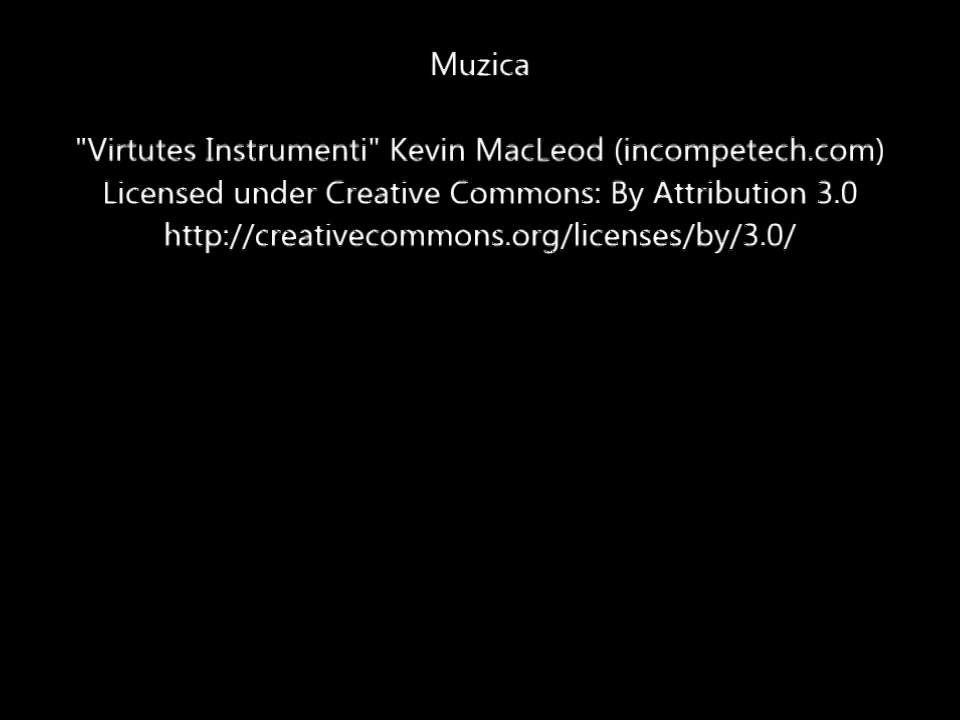 Muzica
"Virtutes Instrumenti" Kevin MacLeod (incompetech.com)
Licensed under Creative Commons: By Attribution 3.0
http://creativecommons.org/licenses/by/3.0/